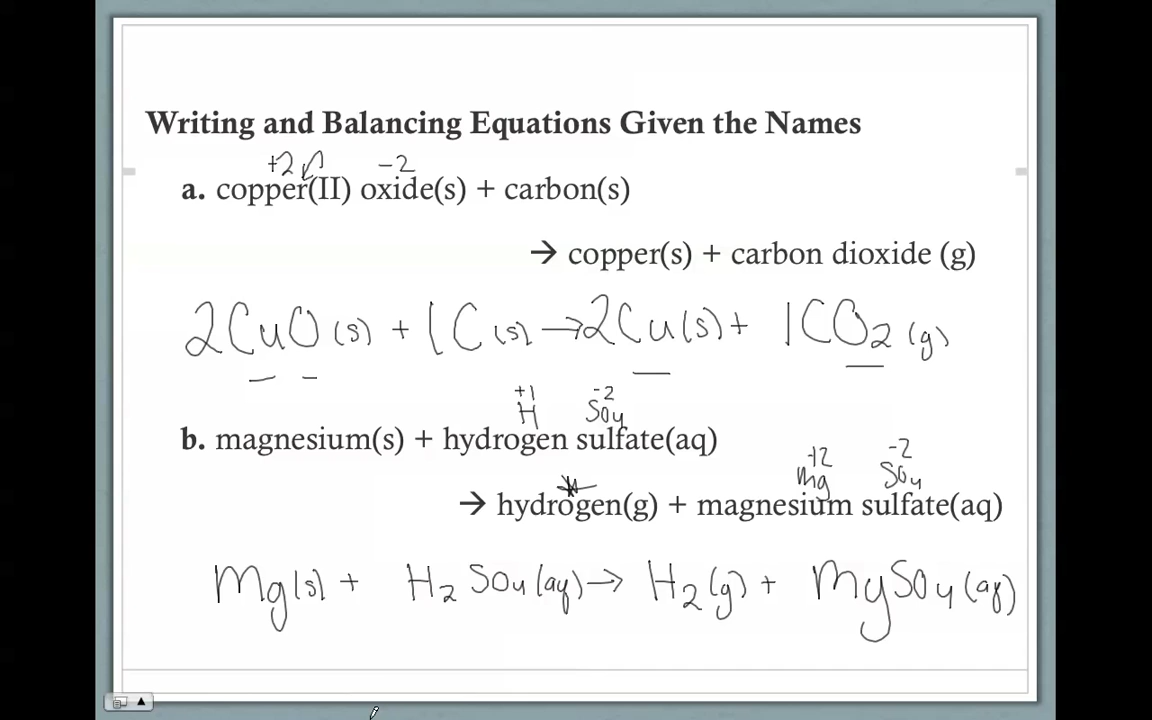 Writing and Balancing Equations Given the Names
+2 -2
a. copper(II) oxide(s) + carbon(s)
→ copper(s) + carbon dioxide (g)
2CuO(s) + 1C(s) → 2Cu(s) + 1CO2(g)
+1 -2
H SO4
b. magnesium(s) + hydrogen sulfate(aq)
+2 -2
Mg SO4
→ hydrogen(g) + magnesium sulfate(aq)
Mg(s) + H2SO4(aq) → H2(g) + MgSO4(aq)